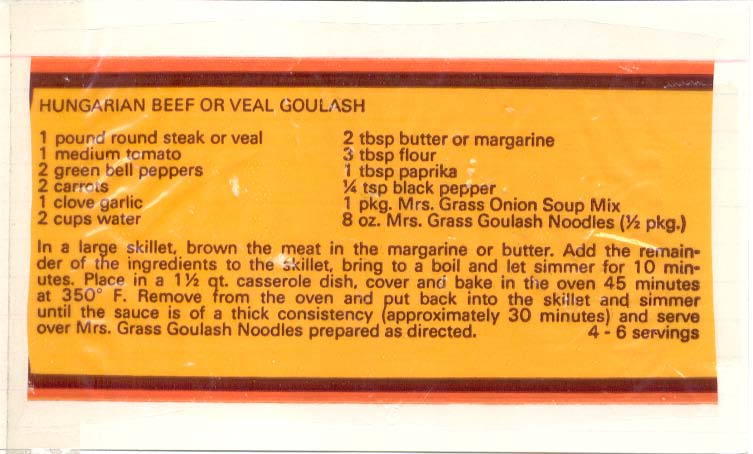 HUNGARIAN BEEF OR VEAL GOULASH
1 pound round steak or veal
1 medium tomato
2 green bell peppers
2 carrots
1 clove garlic
2 cups water
2 tbsp butter or margarine
3 tbsp flour
1 tbsp paprika
¼ tsp black pepper
1 pkg. Mrs. Grass Onion Soup Mix
8 oz. Mrs. Grass Goulash Noodles (½ pkg.)
In a large skillet, brown the meat in the margarine or butter. Add the remain-
der of the ingredients to the skillet, bring to a boil and let simmer for 10 min-
utes. Place in a 1½ qt. casserole dish, cover and bake in the oven 45 minutes
at 350° F. Remove from the oven and put back into the skillet and simmer
until the sauce is of a thick consistency (approximately 30 minutes) and serve
over Mrs. Grass Goulash Noodles prepared as directed. 4 - 6 servings